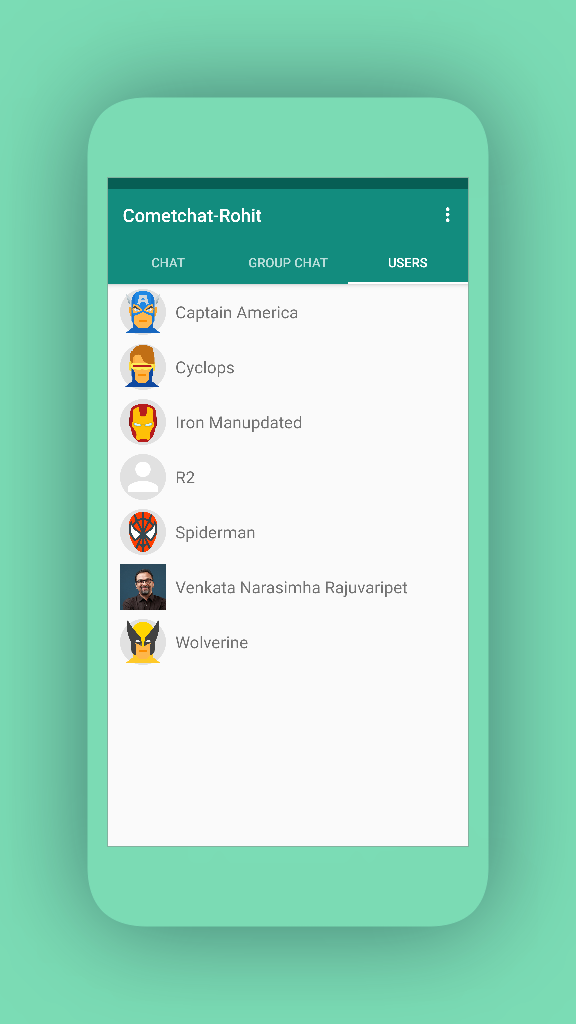 Cometchat-Rohit
CHAT GROUP CHAT USERS
Captain America
Cyclops
Iron Manupdated
R2
Spiderman
Venkata Narasimha Rajuvaripet
Wolverine